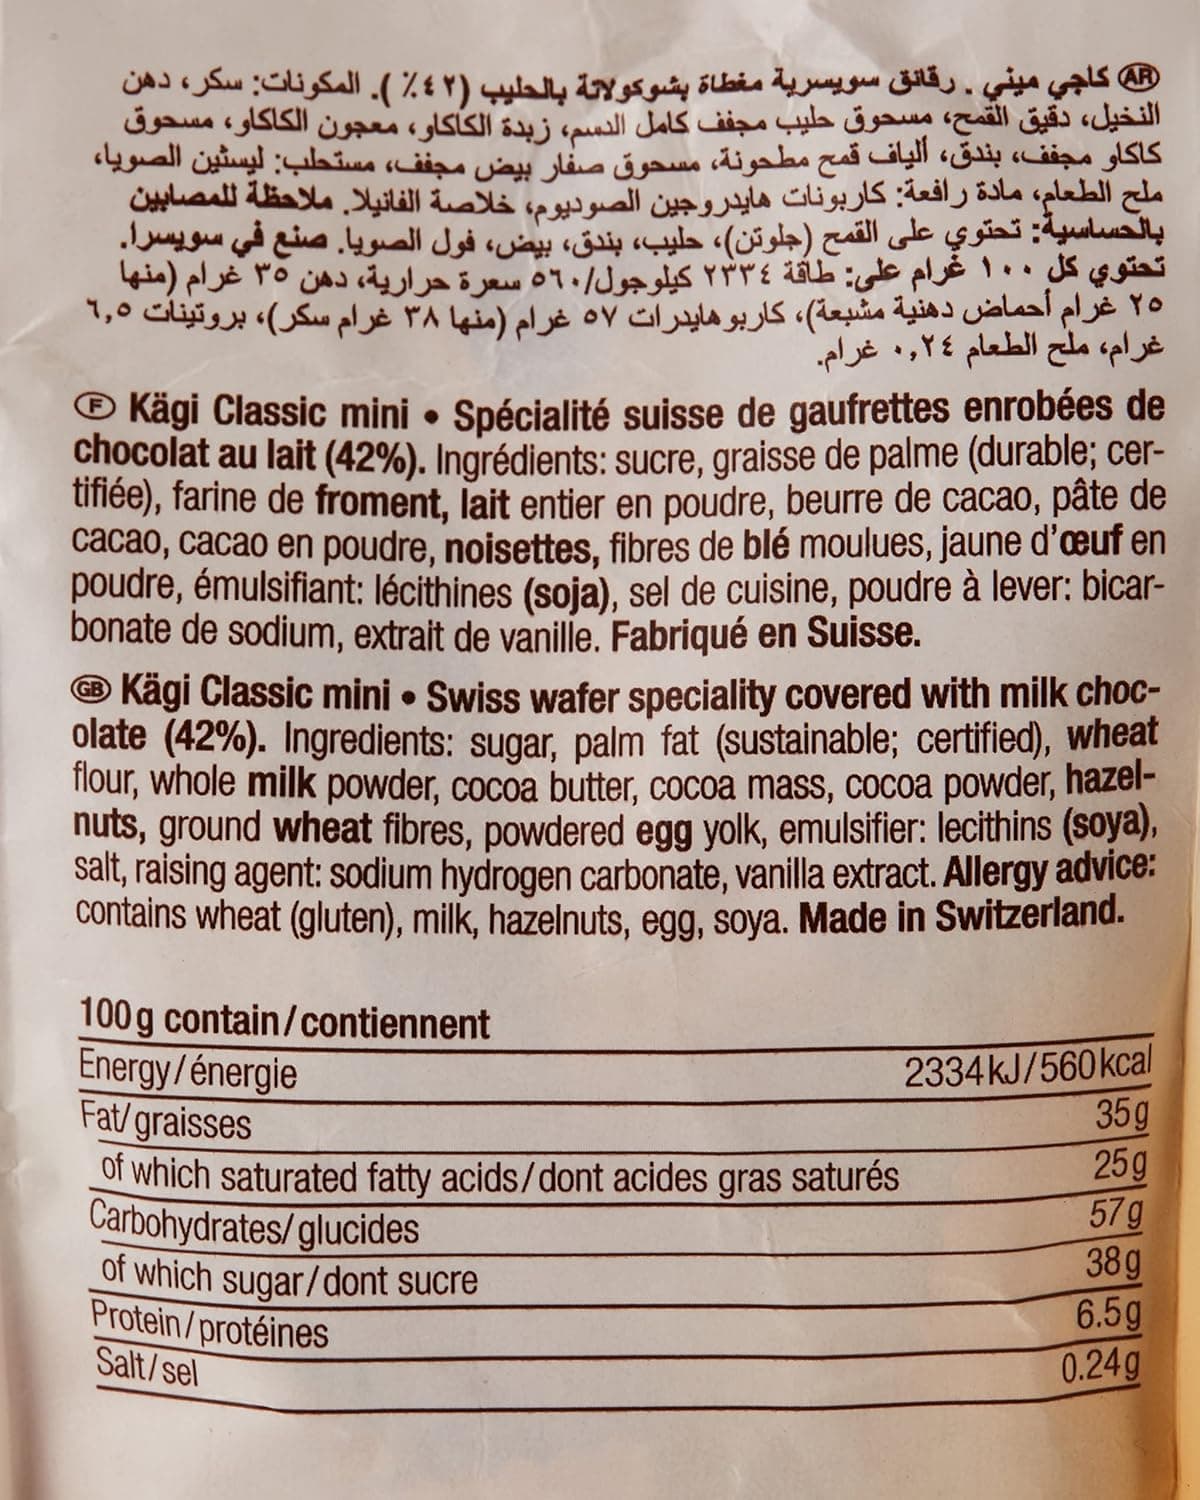 AR كاجي ميني . رقائق سويسرية مغطاة بشوكولاتة بالحليب (٤٢٪ ). المكونات: سكر، دهن
النخيل، دقيق القمح، مسحوق حليب مجفف كامل الدسم، زبدة الكاكاو، معجون الكاكاو، مسحوق
كاكاو مجفف، بندق، ألياف قمح مطحونة، مسحوق صفار بيض مجفف، مستحلب: ليستين الصويا،
ملح الطعام، مادة رافعة: كاربونات هايدروجين الصوديوم، خلاصة الفانيلا. ملاحظة للمصابين
بالحساسية: تحتوي على القمح (جلوتن)، حليب، بندق، بيض، فول الصويا. صنع في سويسرا.
تحتوي كل ١٠٠ غرام على: طاقة ٢٣٣٤ كيلوجول/٥٦٠ سعرة حرارية، دهن ٣٥ غرام (منها
٢٥ غرام أحماض دهنية مشبعة)، كاربوهايدرات ٥٧ غرام (منها ٣٨ غرام سكر)، بروتينات ٦,٥
غرام، ملح الطعام ٠,٢٤ غرام.
F Kägi Classic mini • Spécialité suisse de gaufrettes enrobées de
chocolat au lait (42%). Ingrédients: sucre, graisse de palme (durable; cer-
tifiée), farine de froment, lait entier en poudre, beurre de cacao, pâte de
cacao, cacao en poudre, noisettes, fibres de blé moulues, jaune d'œuf en
poudre, émulsifiant: lécithines (soja), sel de cuisine, poudre à lever: bicar-
bonate de sodium, extrait de vanille. Fabriqué en Suisse.
GB Kägi Classic mini • Swiss wafer speciality covered with milk choc-
olate (42%). Ingredients: sugar, palm fat (sustainable; certified), wheat
flour, whole milk powder, cocoa butter, cocoa mass, cocoa powder, hazel-
nuts, ground wheat fibres, powdered egg yolk, emulsifier: lecithins (soya),
salt, raising agent: sodium hydrogen carbonate, vanilla extract. Allergy advice:
contains wheat (gluten), milk, hazelnuts, egg, soya. Made in Switzerland.
100g contain/contiennent
Energy/énergie 2334kJ/560kcal
Fat/graisses 35g
of which saturated fatty acids/dont acides gras saturés 25g
Carbohydrates/glucides 57g
of which sugar/dont sucre 38g
Protein/protéines 6.5g
Salt/sel 0.24g